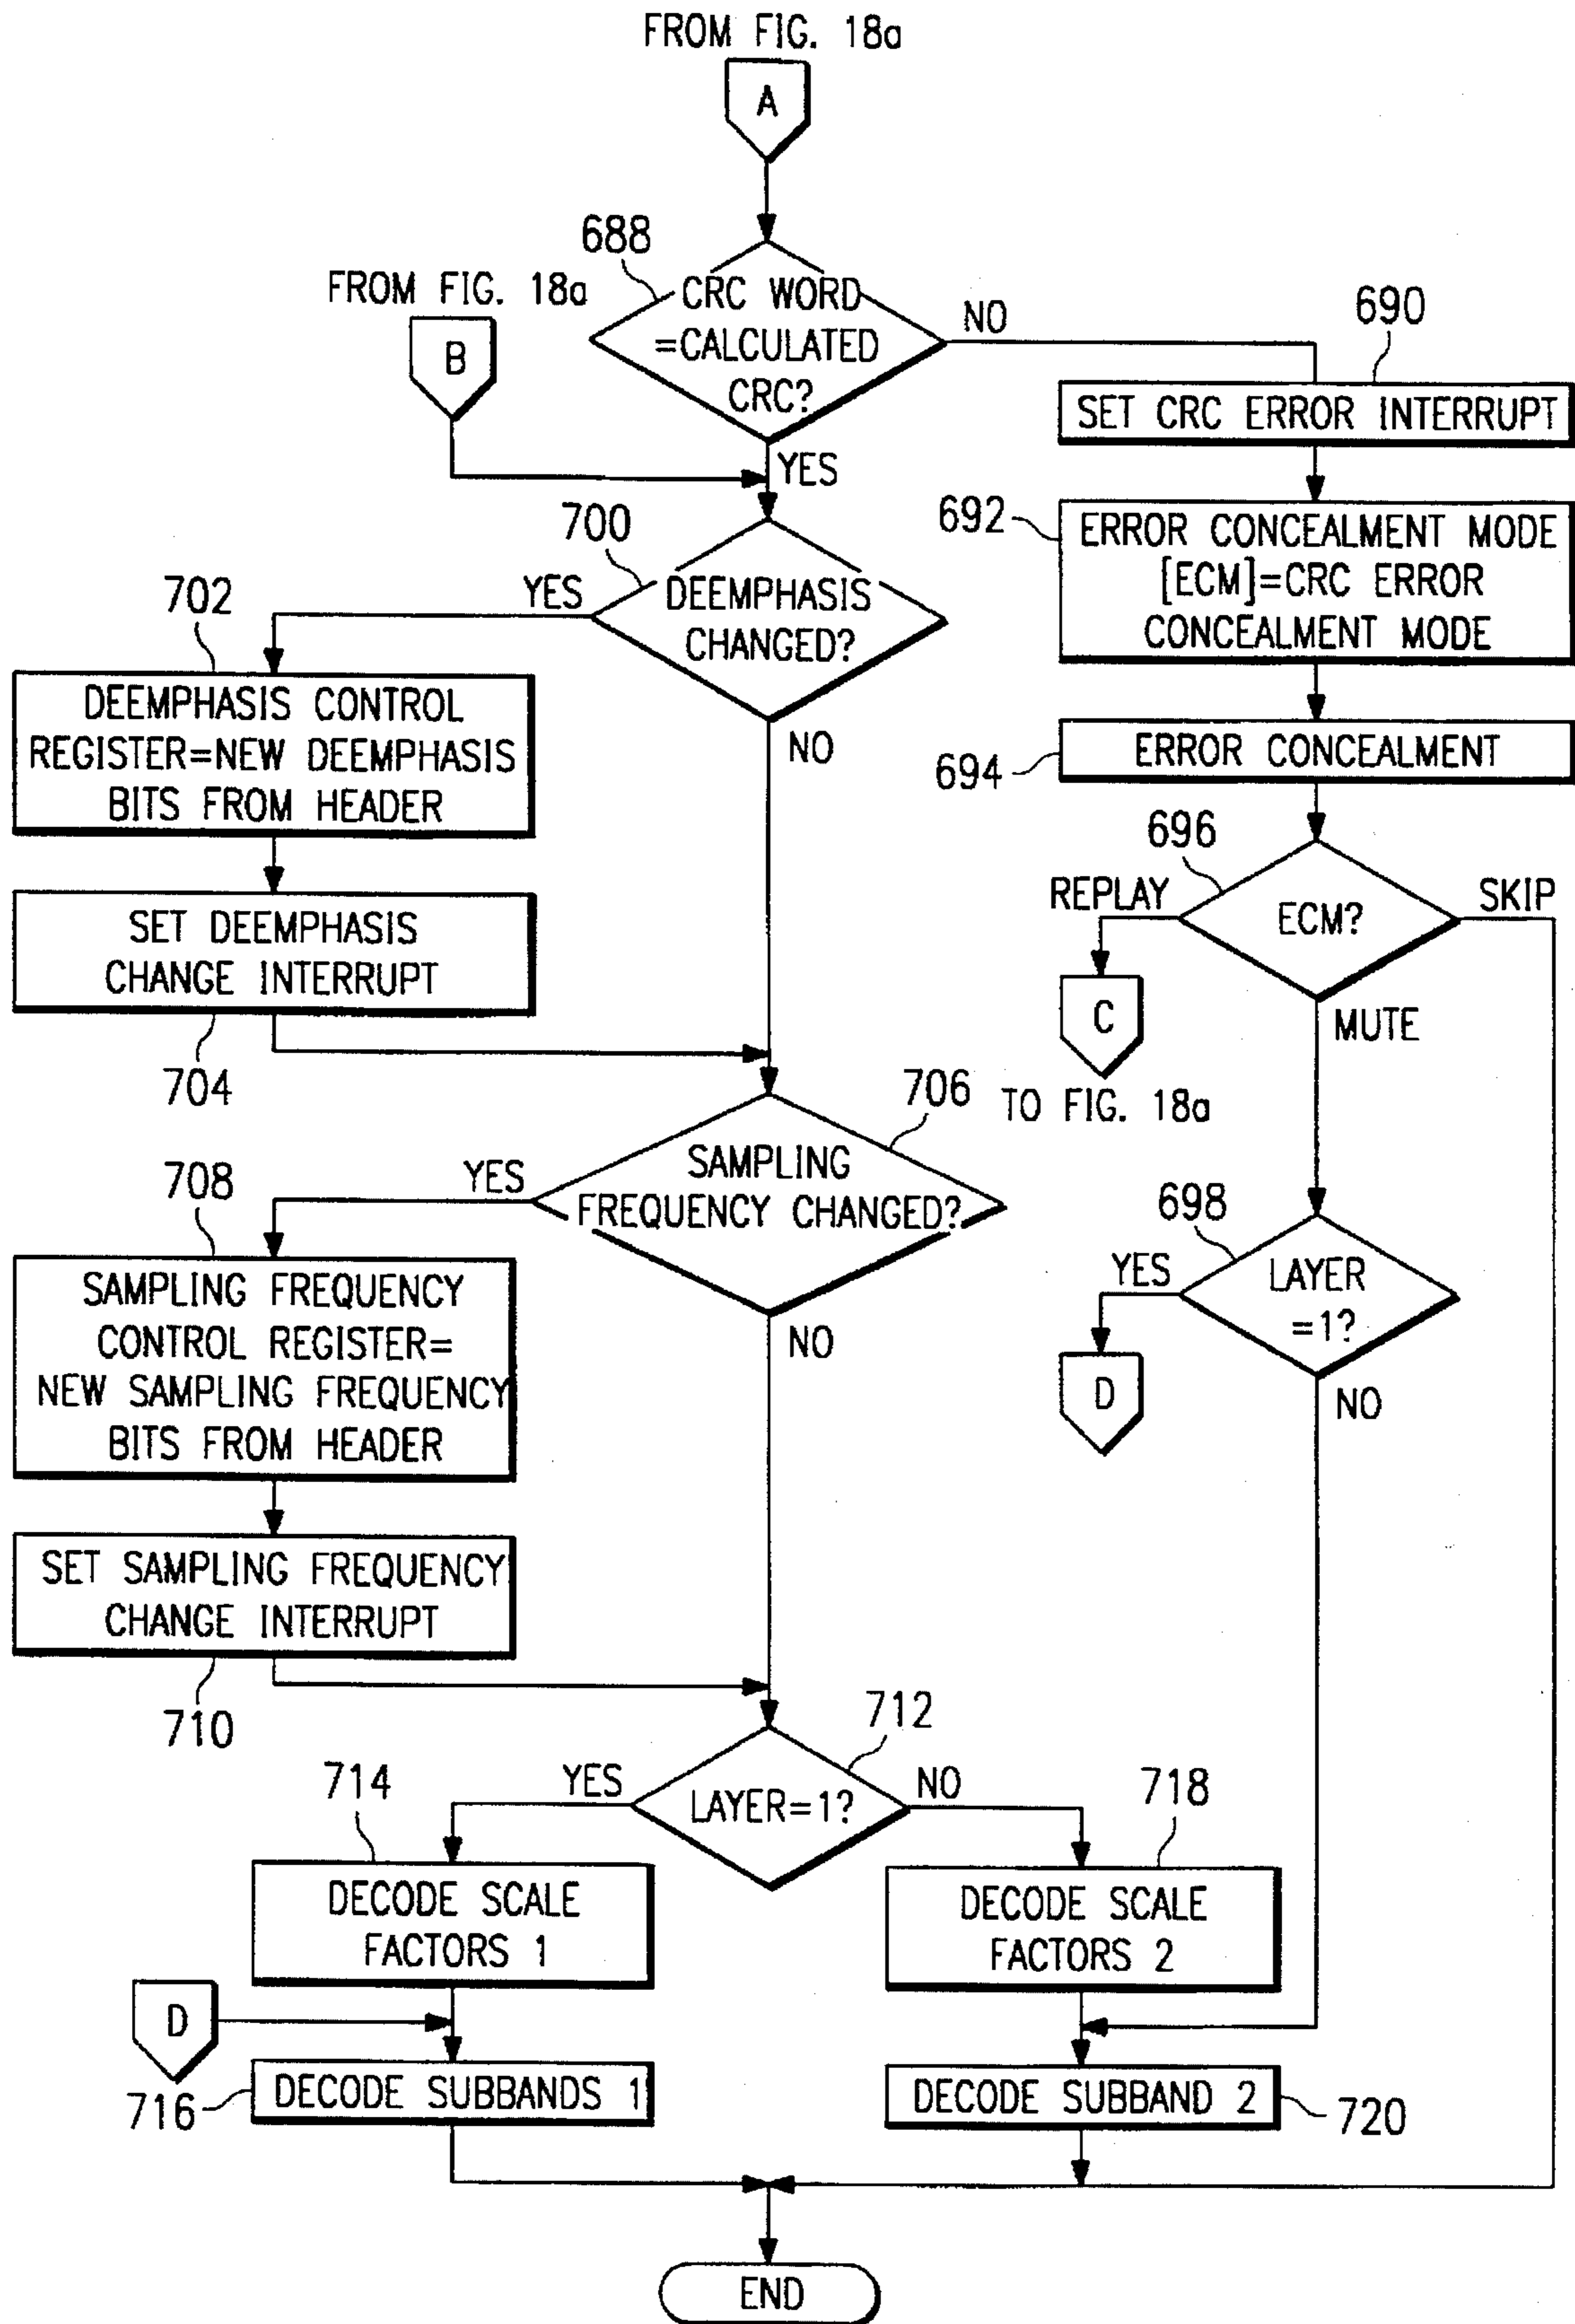 FROM FIG. 18a
A
688
FROM FIG. 18a
B
CRC WORD
=CALCULATED
CRC?
NO
690
SET CRC ERROR INTERRUPT
YES
692
ERROR CONCEALMENT MODE
[ECM]=CRC ERROR
CONCEALMENT MODE
700
DEEMPHASIS
CHANGED?
YES
702
DEEMPHASIS CONTROL
REGISTER=NEW DEEMPHASIS
BITS FROM HEADER
NO
694
ERROR CONCEALMENT
696
REPLAY
ECM?
SKIP
SET DEEMPHASIS
CHANGE INTERRUPT
704
C
MUTE
TO FIG. 18a
706
SAMPLING
FREQUENCY CHANGED?
YES
708
698
YES
LAYER
=1?
SAMPLING FREQUENCY
CONTROL REGISTER=
NEW SAMPLING FREQUENCY
BITS FROM HEADER
NO
D
NO
SET SAMPLING FREQUENCY
CHANGE INTERRUPT
710
712
714
YES
LAYER=1?
NO
718
DECODE SCALE
FACTORS 1
DECODE SCALE
FACTORS 2
D
716
DECODE SUBBANDS 1
DECODE SUBBAND 2
720
END